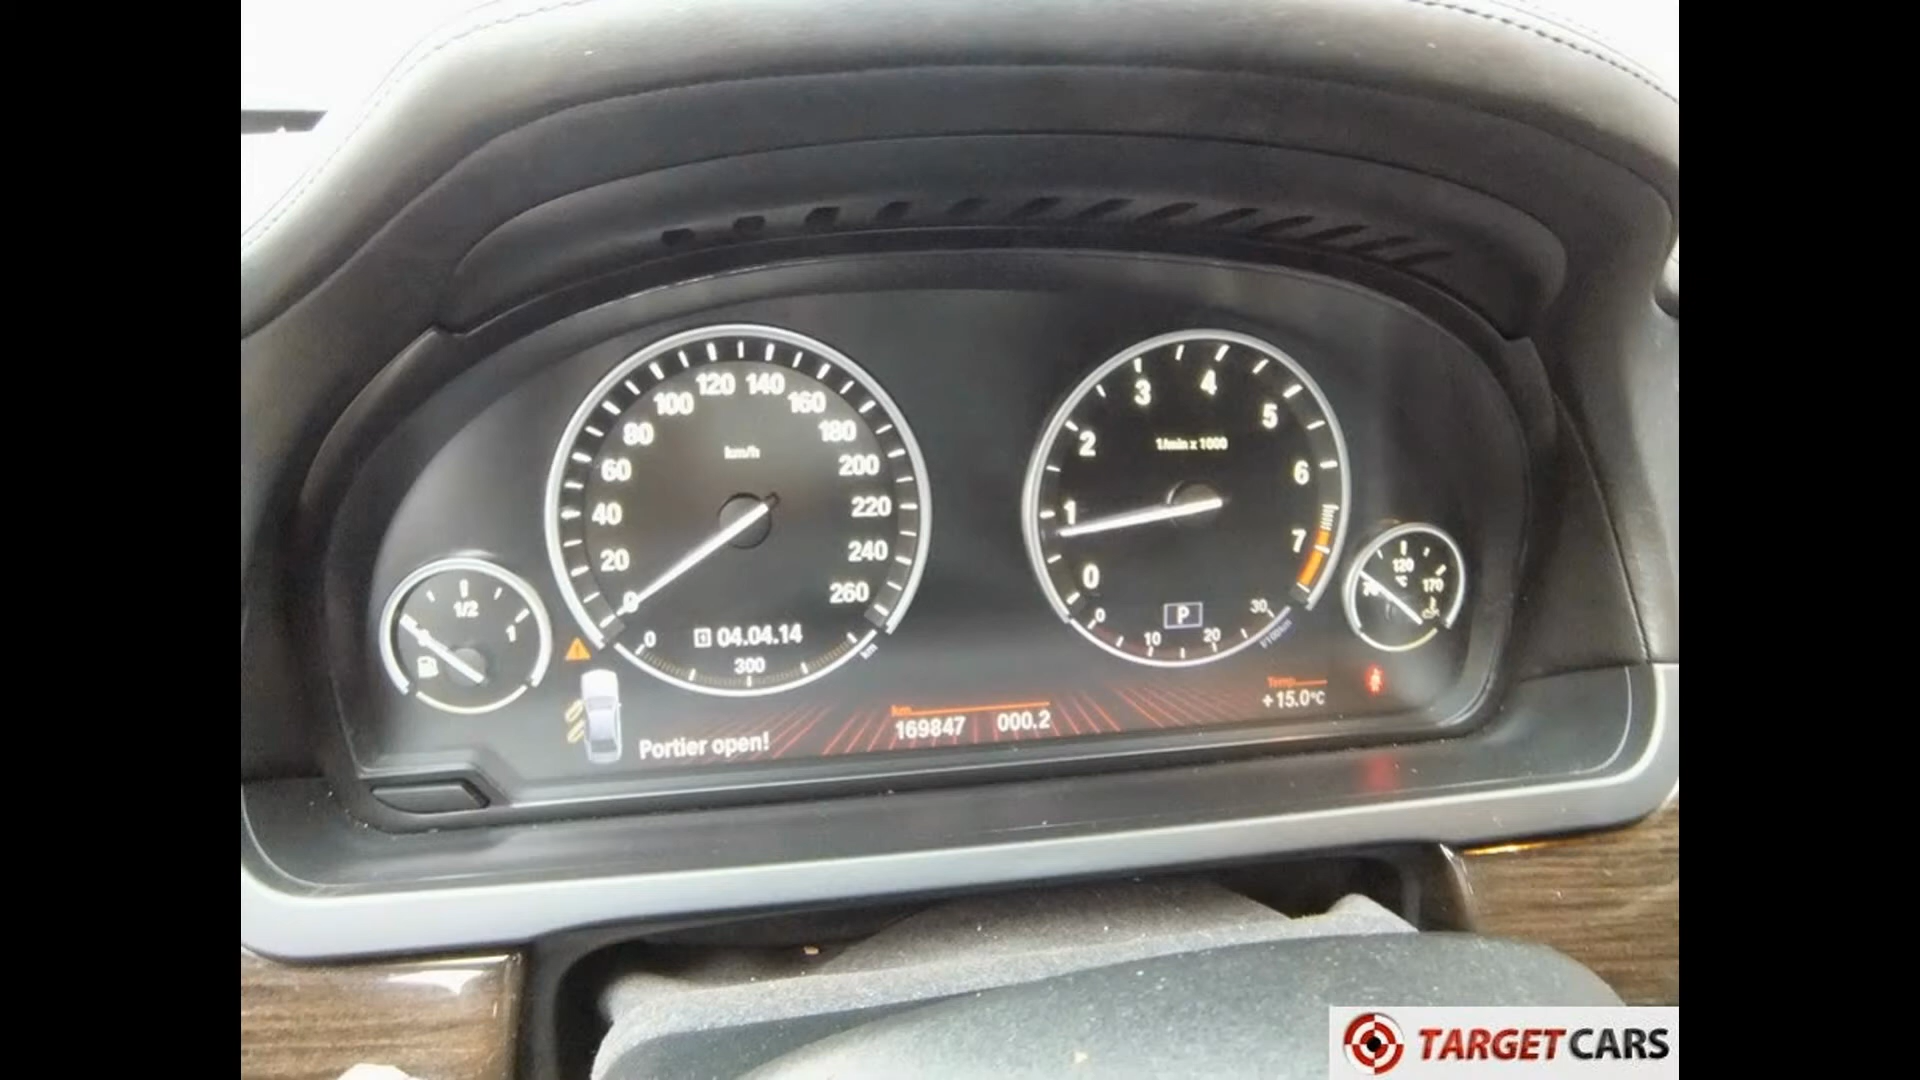 120 140
100 160
80 180
60 200
40 220
20 240
0 260
km/h
04.04.14
0 300 km
3 4
2 5
1 6
0 7
1/min x 1000
P
0 10 20 30
l/100km
1/2
1
120
°C
70 170
km
169847 000.2
Temp.
+15.0°C
Portier open!
TARGETCARS